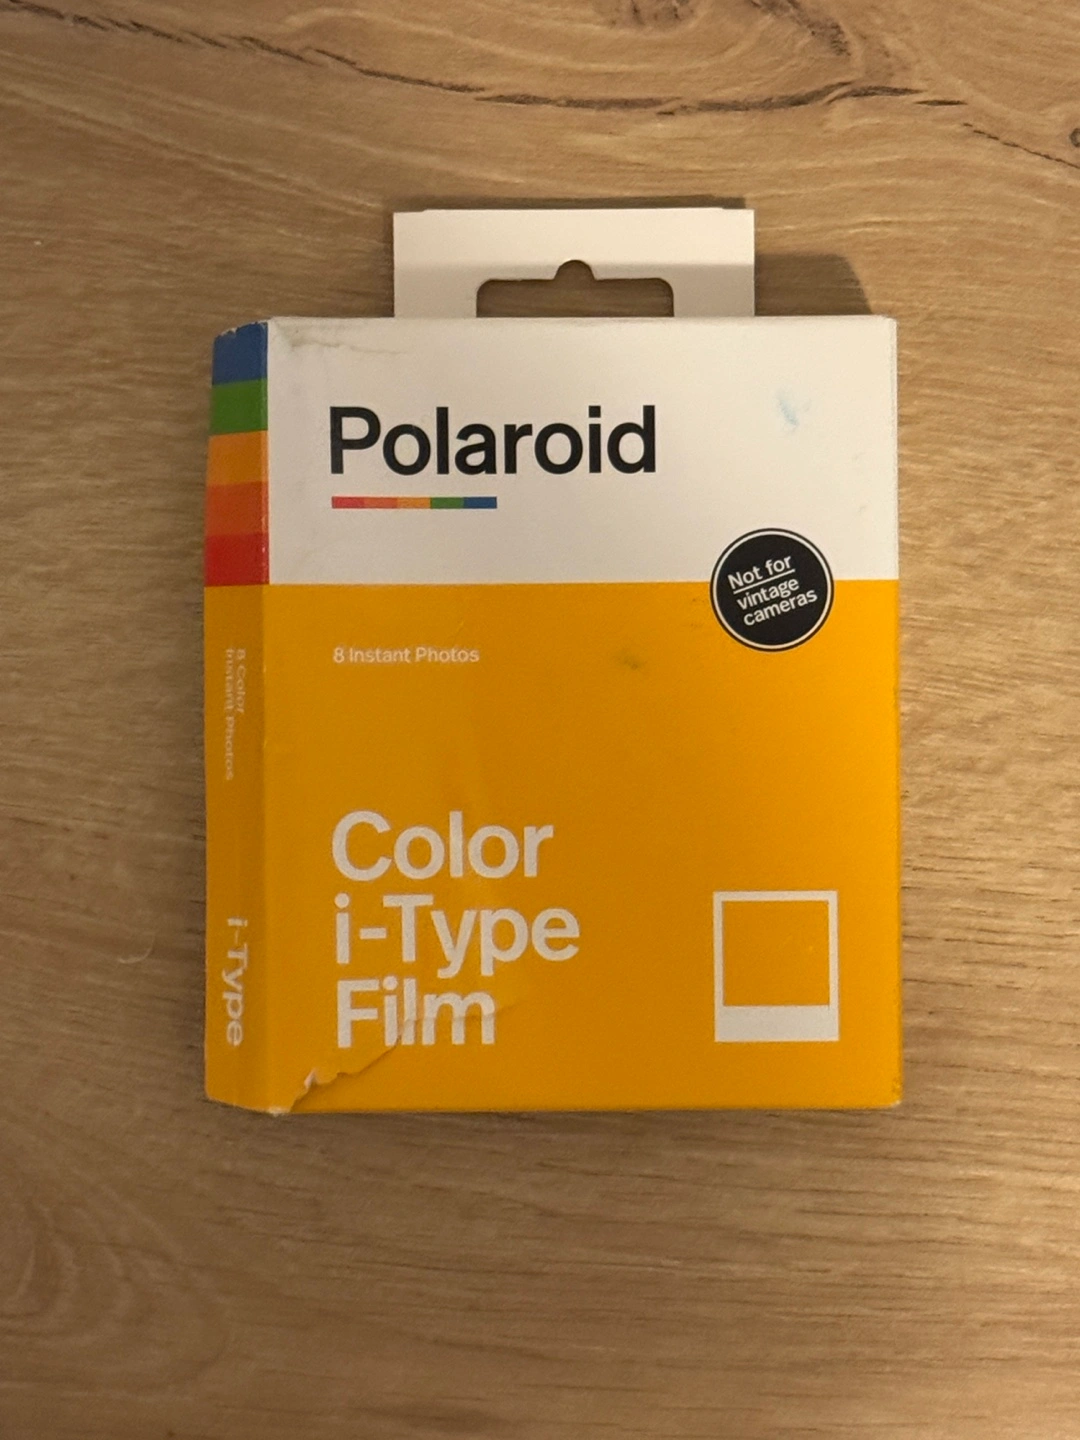 Polaroid
Not for
vintage
cameras
8 Instant Photos
Color
i-Type
Film
8 Color
Instant Photos
i-Type